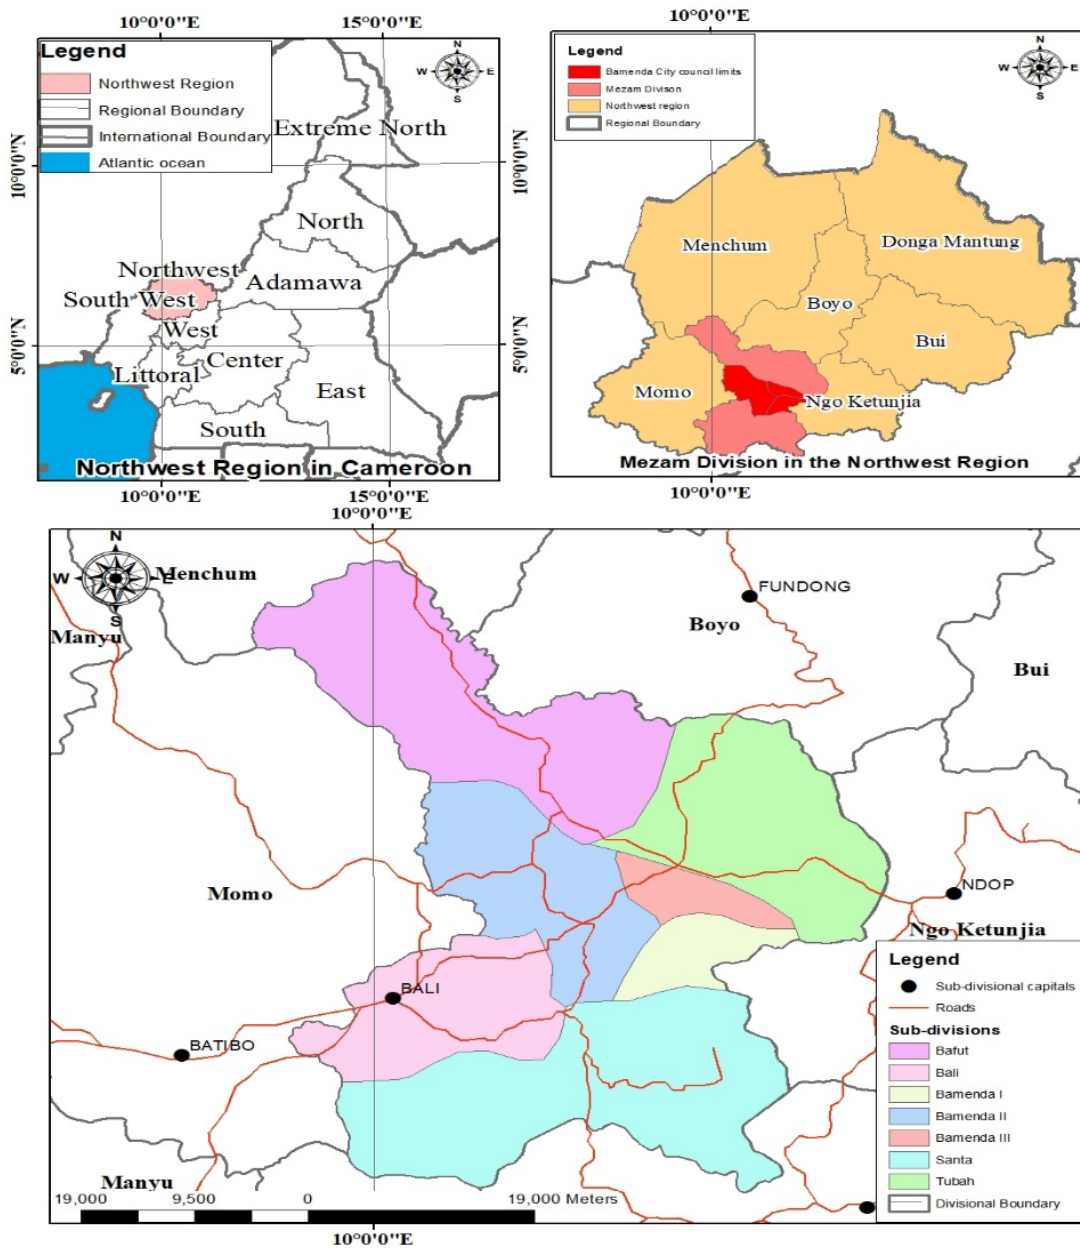 10°0'0"E
15°0'0"E
Legend
Northwest Region
Regional Boundary
International Boundary
Atlantic ocean
N
W
E
S
10°0'0"N
5°0'0"N
Extreme North
North
Northwest
Adamawa
South West
West
Center
Littoral
East
South
Northwest Region in Cameroon
10°0'0"E
15°0'0"E
10°0'0"E
Legend
Bamenda City council limits
Mezam Divison
Northwest region
Regional Boundary
N
W
E
S
10°0'0"N
5°0'0"N
Menchum
Donga Mantung
Boyo
Bui
Momo
Ngo Ketunjia
Mezam Division in the Northwest Region
10°0'0"E
10°0'0"E
N
W
E
S
Menchum
FUNDONG
Manyu
Boyo
Bui
Momo
NDOP
Ngo Ketunjia
BALI
BATIBO
Manyu
Legend
Sub-divisional capitals
Roads
Sub-divisions
Bafut
Bali
Bamenda I
Bamenda II
Bamenda III
Santa
Tubah
Divisional Boundary
19,000 9,500 0 19,000 Meters
10°0'0"E